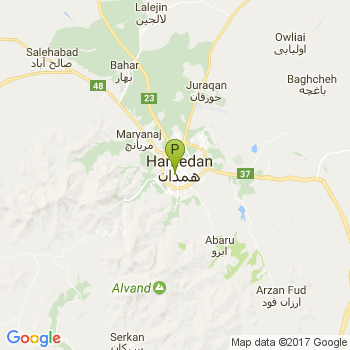 Lalejin
لالجین
Owliai
اولیایی
Salehabad
صالح آباد
Bahar
بهار
48
23
Juraqan
جورقان
Baghcheh
باغچه
Maryanaj
مریانج
P
Hamedan
همدان
37
Abaru
ابرو
Alvand
Arzan Fud
ارزان فود
Serkan
سرکان
Google
Map data ©2017 Google